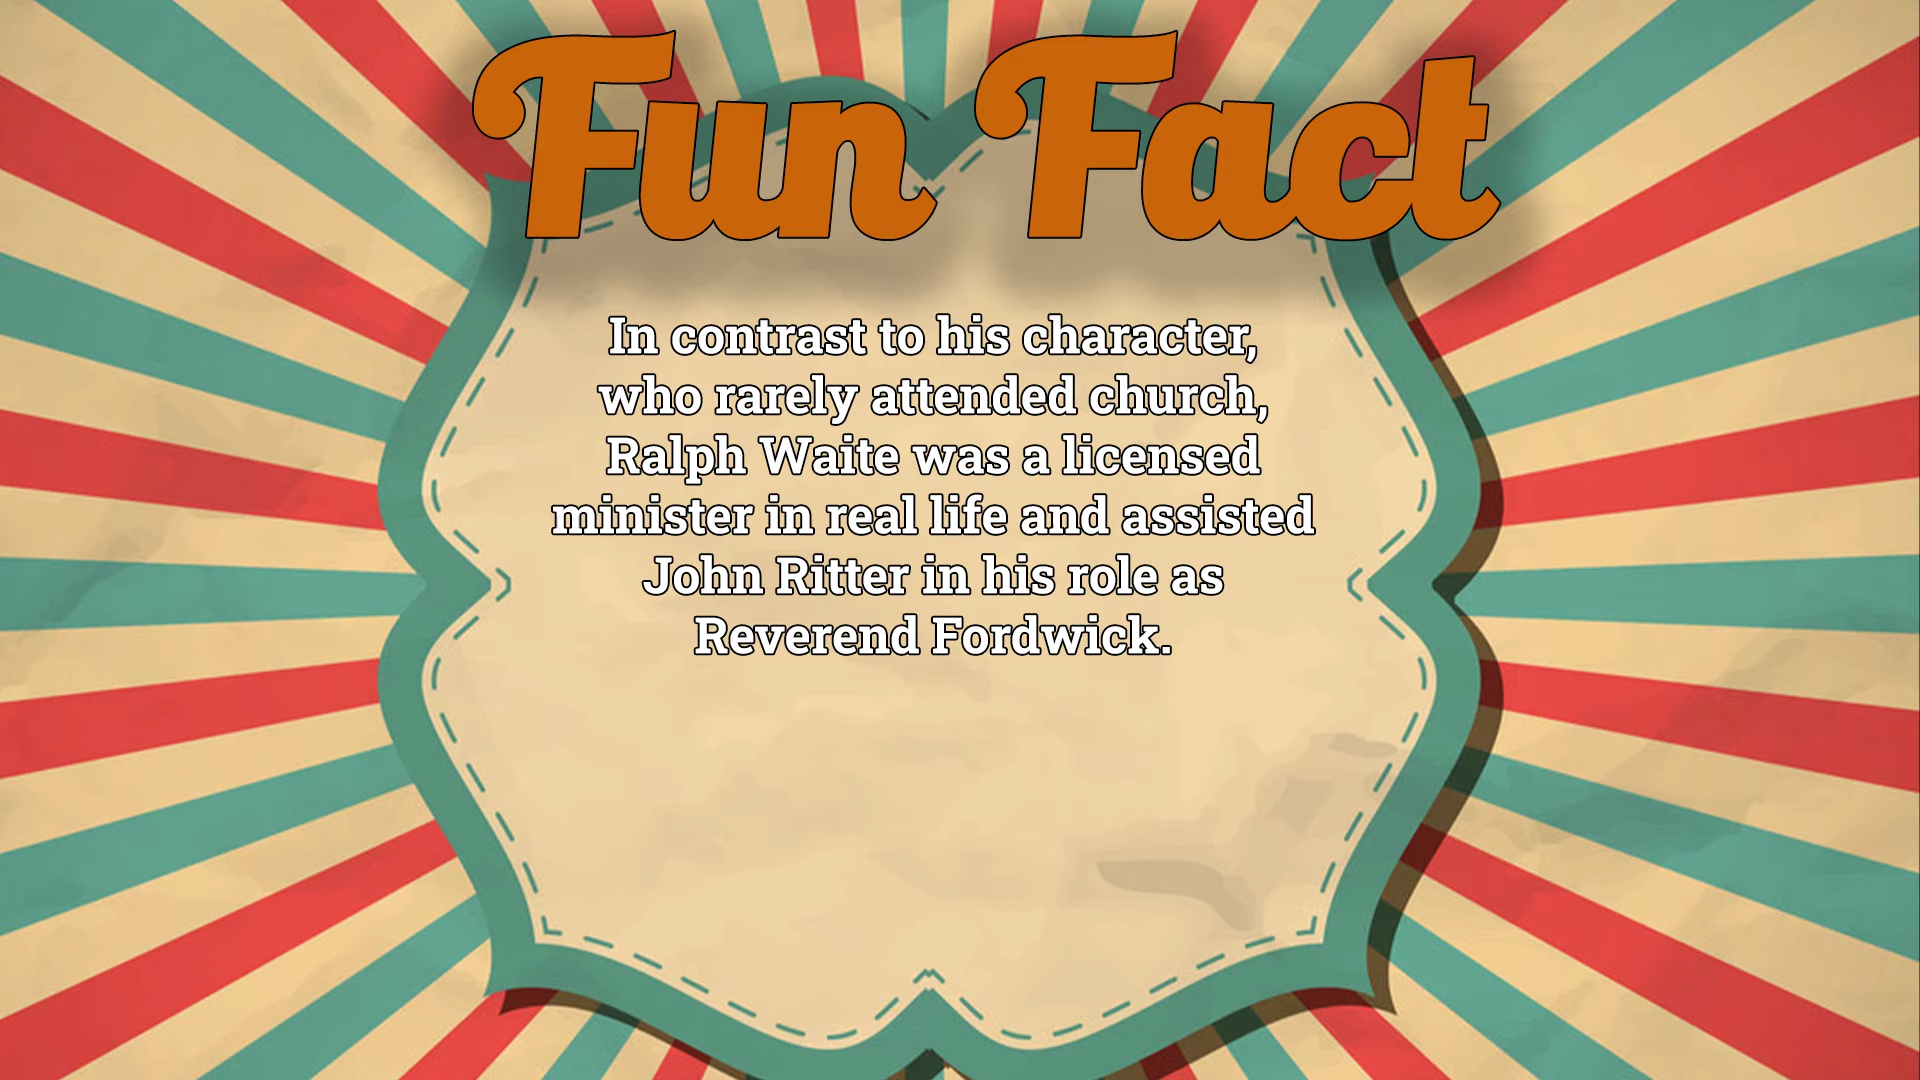 Fun Fact
In contrast to his character,
who rarely attended church,
Ralph Waite was a licensed
minister in real life and assisted
John Ritter in his role as
Reverend Fordwick.